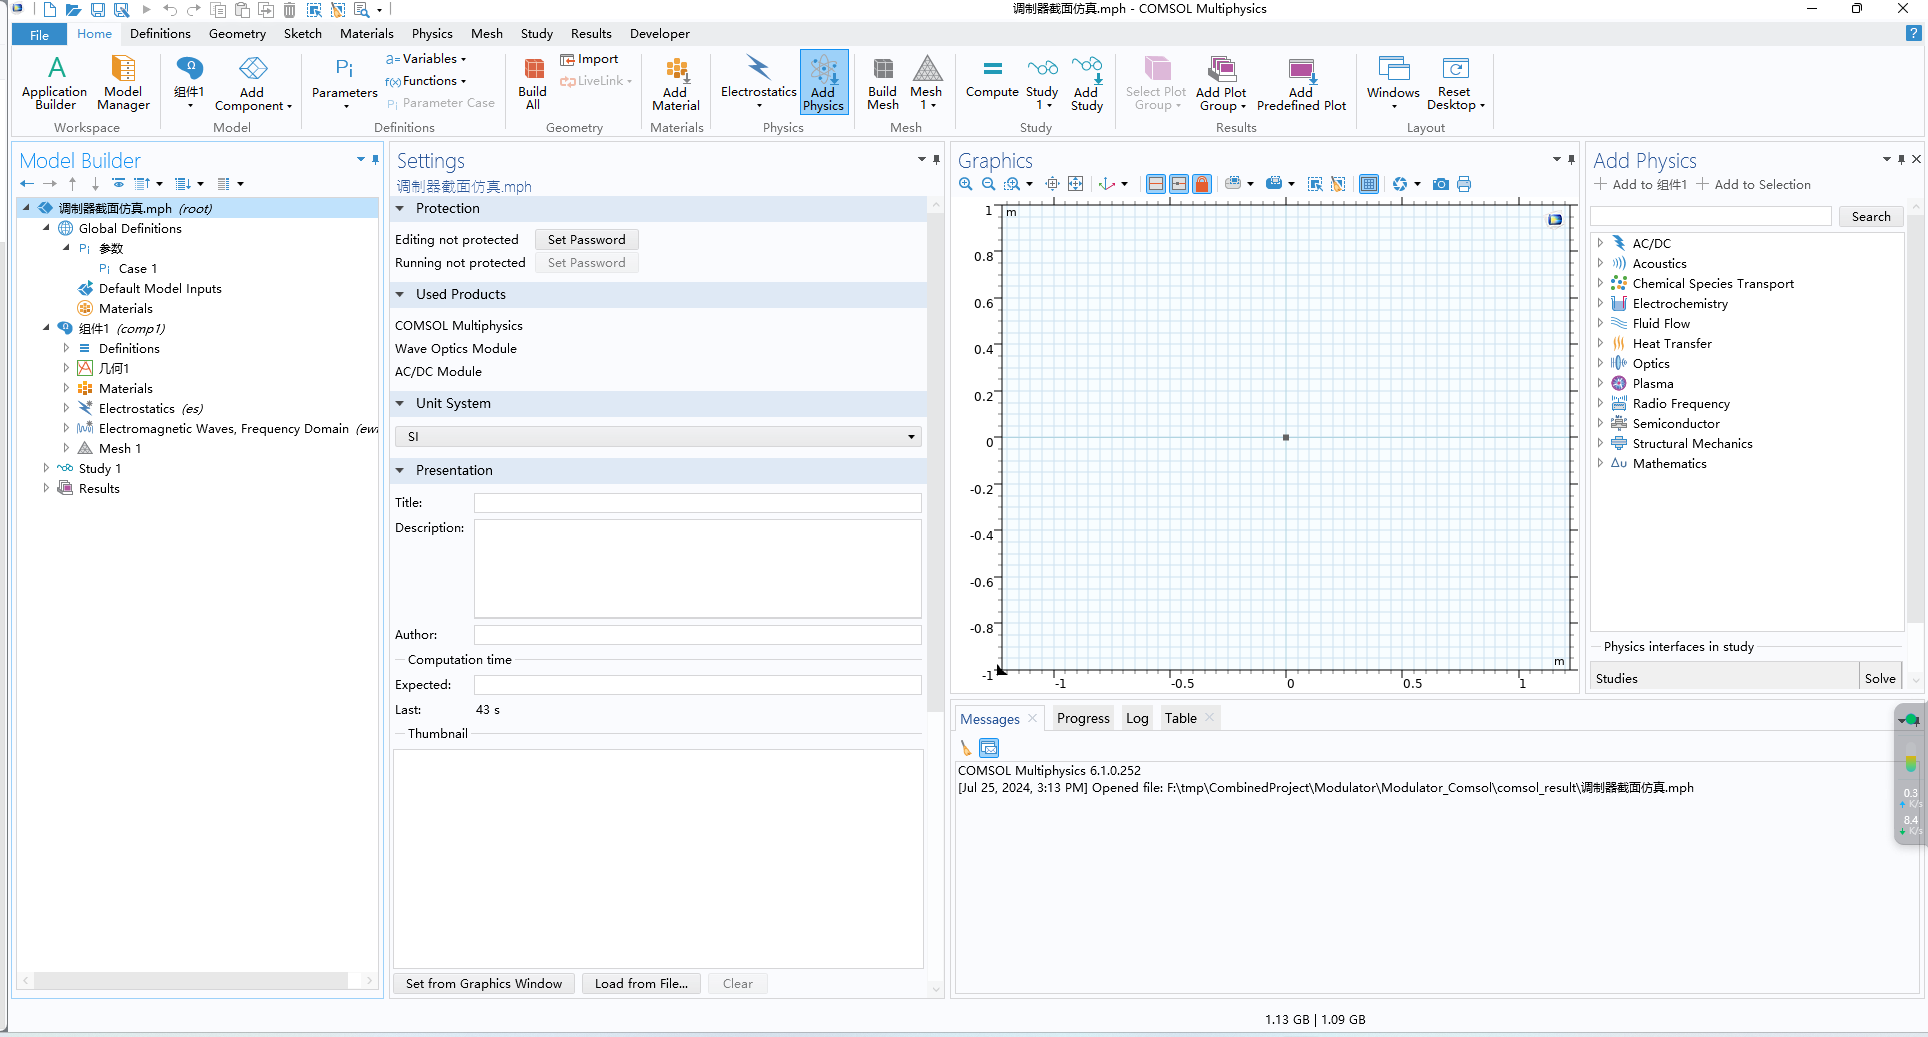 调制器截面仿真.mph - COMSOL Multiphysics
File Home Definitions Geometry Sketch Materials Physics Mesh Study Results Developer
Application Builder
Model Manager
Workspace
组件1
Add Component
Model
Pi
Parameters
a= Variables
f(x) Functions
Pi Parameter Case
Definitions
Build All
Import
LiveLink
Geometry
Add Material
Materials
Electrostatics
Add Physics
Physics
Build Mesh
Mesh 1
Mesh
Compute
Study 1
Add Study
Study
Select Plot Group
Add Plot Group
Add Predefined Plot
Results
Windows
Reset Desktop
Layout
Model Builder
调制器截面仿真.mph (root)
Global Definitions
Pi 参数
Pi Case 1
Default Model Inputs
Materials
组件1 (comp1)
Definitions
几何1
Materials
Electrostatics (es)
Electromagnetic Waves, Frequency Domain
Mesh 1
Study 1
Results
Settings
调制器截面仿真.mph
Protection
Editing not protected Set Password
Running not protected Set Password
Used Products
COMSOL Multiphysics
Wave Optics Module
AC/DC Module
Unit System
SI
Presentation
Title:
Description:
Author:
Computation time
Expected:
Last: 43 s
Thumbnail
Set from Graphics Window Load from File... Clear
Graphics
1
m
0.8
0.6
0.4
0.2
0
-0.2
-0.4
-0.6
-0.8
-1
m
-1 -0.5 0 0.5 1
Add Physics
Add to 组件1 Add to Selection
Search
AC/DC
Acoustics
Chemical Species Transport
Electrochemistry
Fluid Flow
Heat Transfer
Optics
Plasma
Radio Frequency
Semiconductor
Structural Mechanics
Δu Mathematics
Physics interfaces in study
Studies Solve
Messages Progress Log Table
COMSOL Multiphysics 6.1.0.252
[Jul 25, 2024, 3:13 PM] Opened file: F:\tmp\CombinedProject\Modulator\Modulator_Comsol\comsol_result\调制器截面仿真.mph
0.3
K/s
8.4
K/s
1.13 GB | 1.09 GB